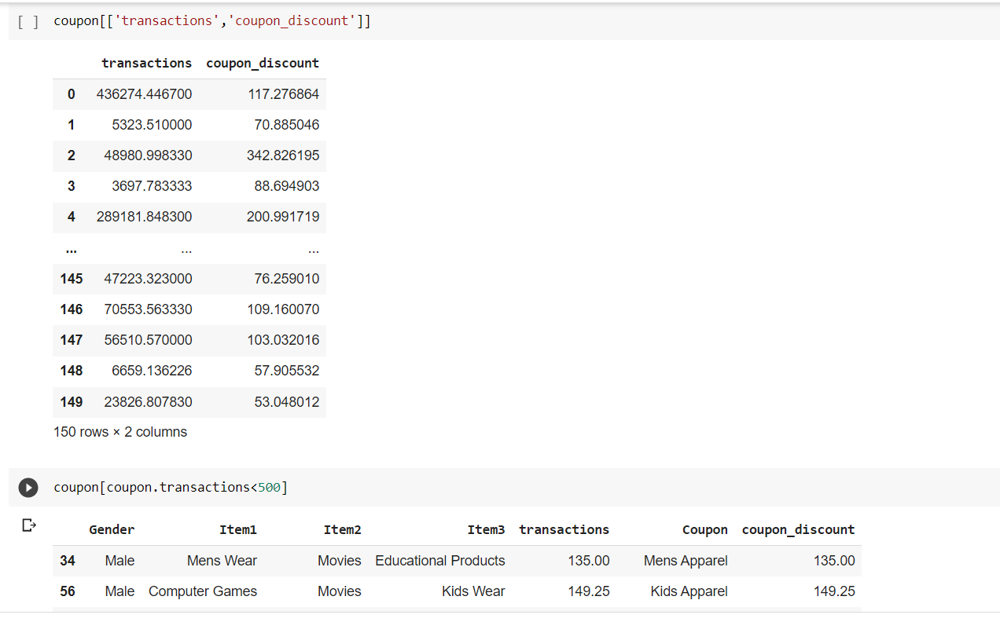 [ ] coupon[['transactions','coupon_discount']]
transactions coupon_discount
0 436274.446700 117.276864
1 5323.510000 70.885046
2 48980.998330 342.826195
3 3697.783333 88.694903
4 289181.848300 200.991719
... ... ...
145 47223.323000 76.259010
146 70553.563330 109.160070
147 56510.570000 103.032016
148 6659.136226 57.905532
149 23826.807830 53.048012
150 rows × 2 columns
coupon[coupon.transactions<500]
Gender Item1 Item2 Item3 transactions Coupon coupon_discount
34 Male Mens Wear Movies Educational Products 135.00 Mens Apparel 135.00
56 Male Computer Games Movies Kids Wear 149.25 Kids Apparel 149.25